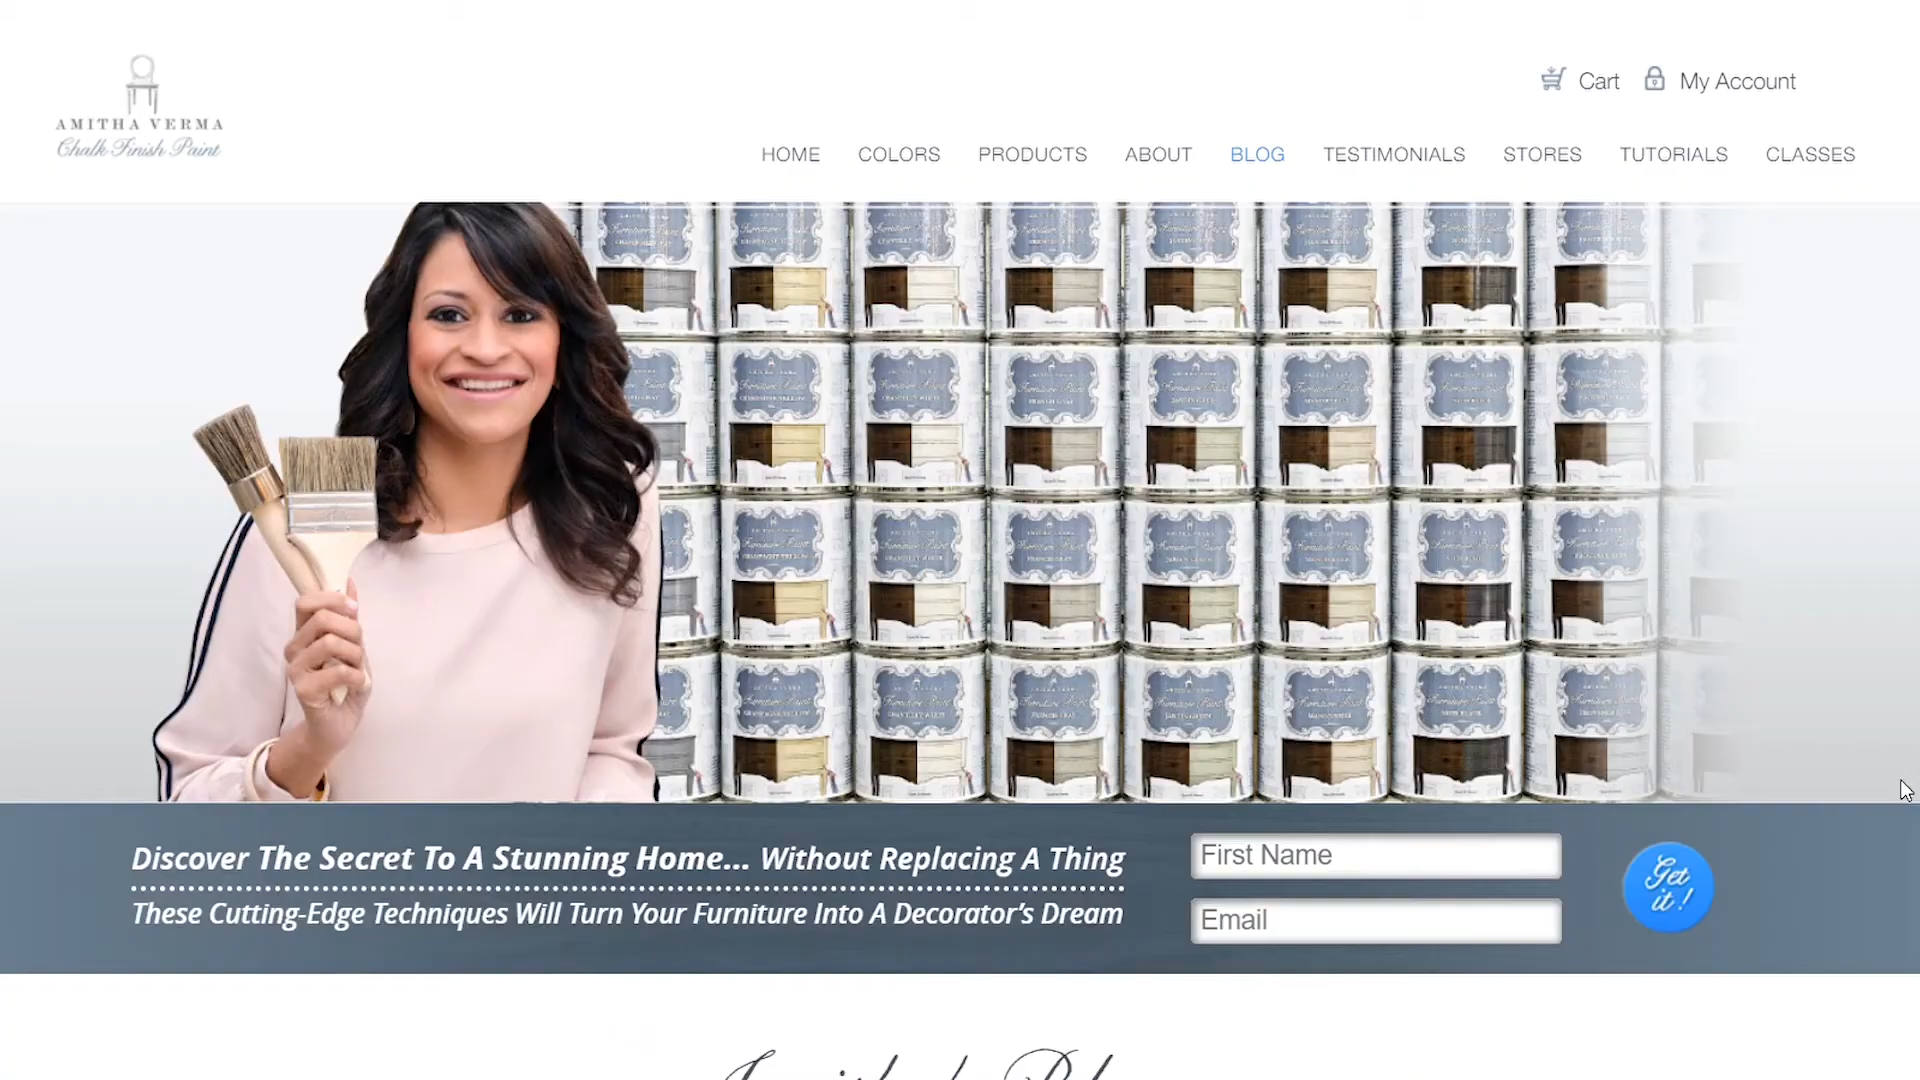 AMITHA VERMA
Chalk Finish Paint
Cart
My Account
HOME
COLORS
PRODUCTS
ABOUT
BLOG
TESTIMONIALS
STORES
TUTORIALS
CLASSES
Discover The Secret To A Stunning Home... Without Replacing A Thing
These Cutting-Edge Techniques Will Turn Your Furniture Into A Decorator's Dream
First Name
Email
Get
it!